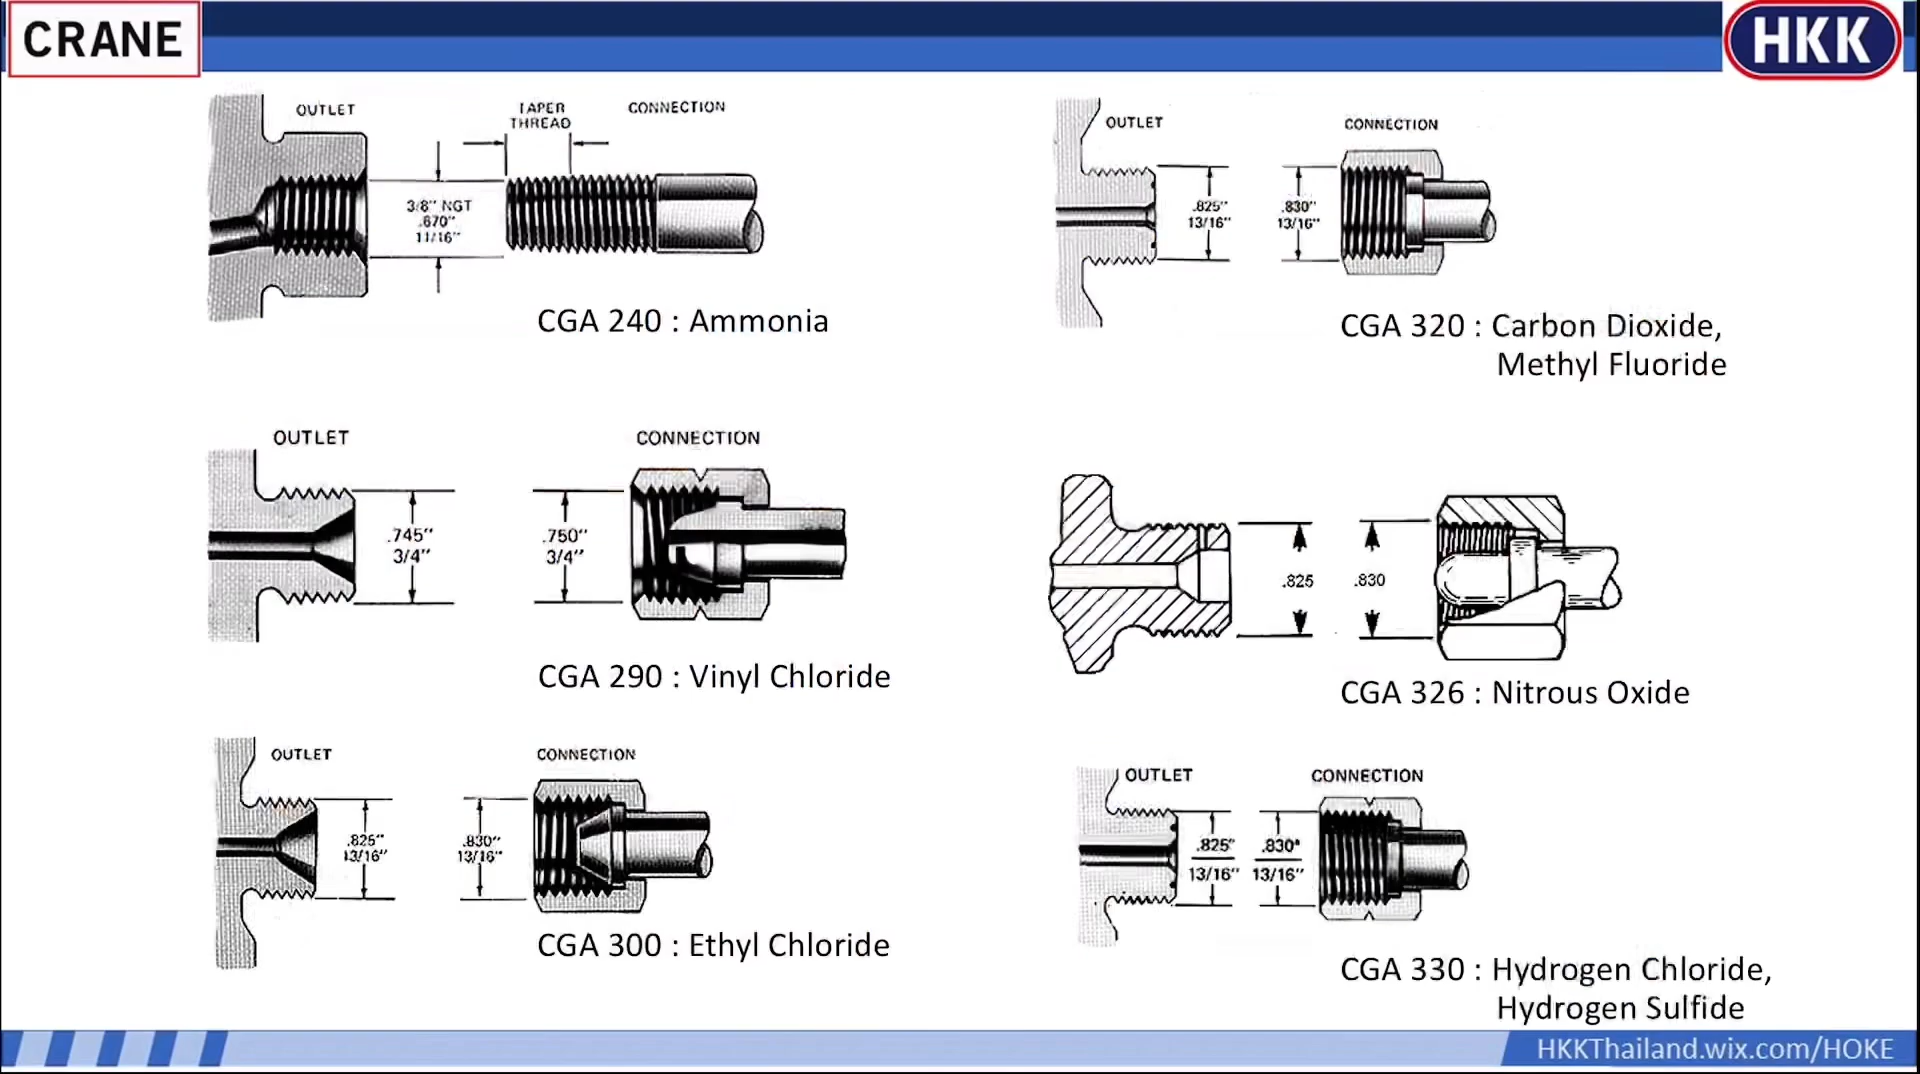 CRANE
HKK
OUTLET
TAPER
THREAD
CONNECTION
3/8" NGT
.670"
11/16"
CGA 240 : Ammonia
OUTLET
CONNECTION
.825"
13/16"
.830"
13/16"
CGA 320 : Carbon Dioxide,
Methyl Fluoride
OUTLET
CONNECTION
.745"
3/4"
.750"
3/4"
CGA 290 : Vinyl Chloride
.825
.830
CGA 326 : Nitrous Oxide
OUTLET
CONNECTION
.825"
13/16"
.830"
13/16"
CGA 300 : Ethyl Chloride
OUTLET
CONNECTION
.825"
13/16"
.830"
13/16"
CGA 330 : Hydrogen Chloride,
Hydrogen Sulfide
HKKThailand.wix.com/HOKE